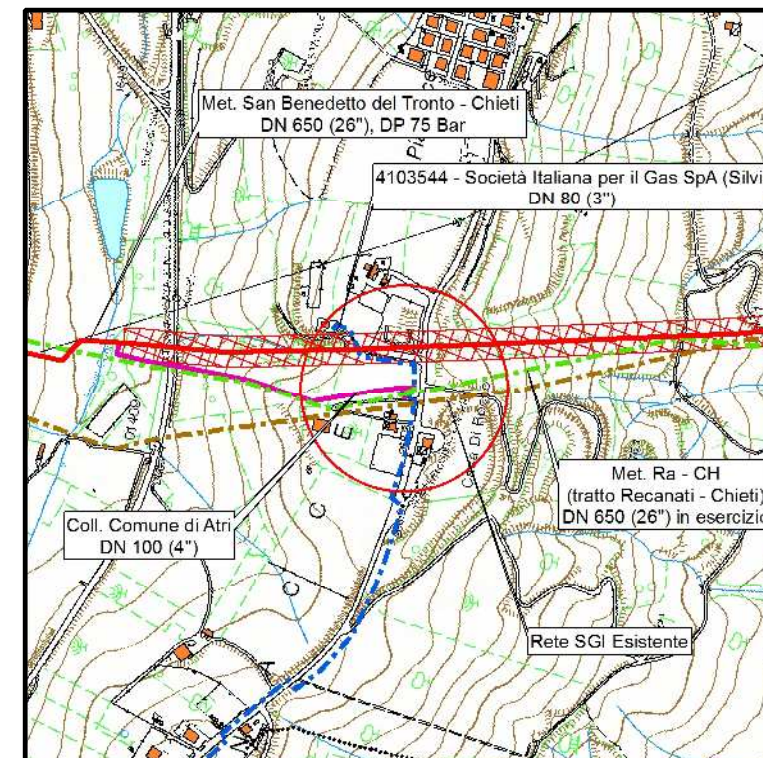 Met. San Benedetto del Tronto - Chieti
DN 650 (26"), DP 75 Bar
4103544 - Società Italiana per il Gas SpA (Silvi
DN 80 (3")
Met. Ra - CH
(tratto Recanati - Chieti)
DN 650 (26") in esercizio
Coll. Comune di Atri
DN 100 (4")
Rete SGI Esistente